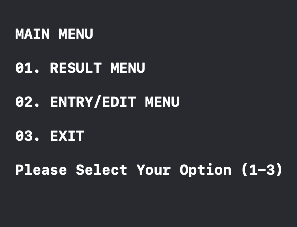 MAIN MENU
01. RESULT MENU
02. ENTRY/EDIT MENU
03. EXIT
Please Select Your Option (1-3)